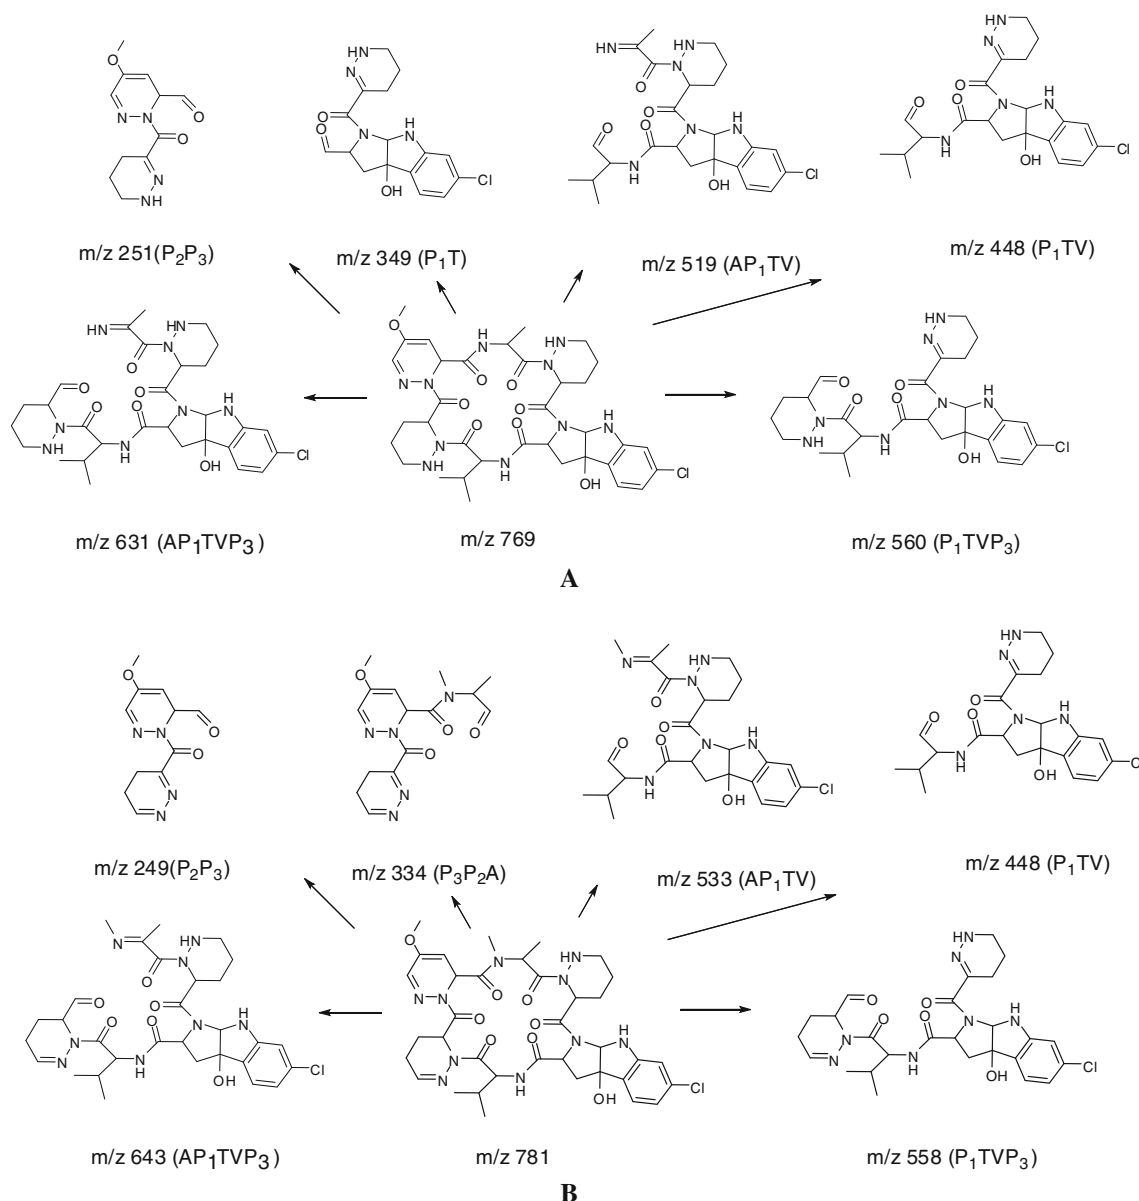 m/z 251(P2P3)
m/z 349 (P1T)
m/z 519 (AP1TV)
m/z 448 (P1TV)
m/z 631 (AP1TVP3)
m/z 769
m/z 560 (P1TVP3)
A
m/z 249(P2P3)
m/z 334 (P3P2A)
m/z 533 (AP1TV)
m/z 448 (P1TV)
m/z 643 (AP1TVP3)
m/z 781
m/z 558 (P1TVP3)
B